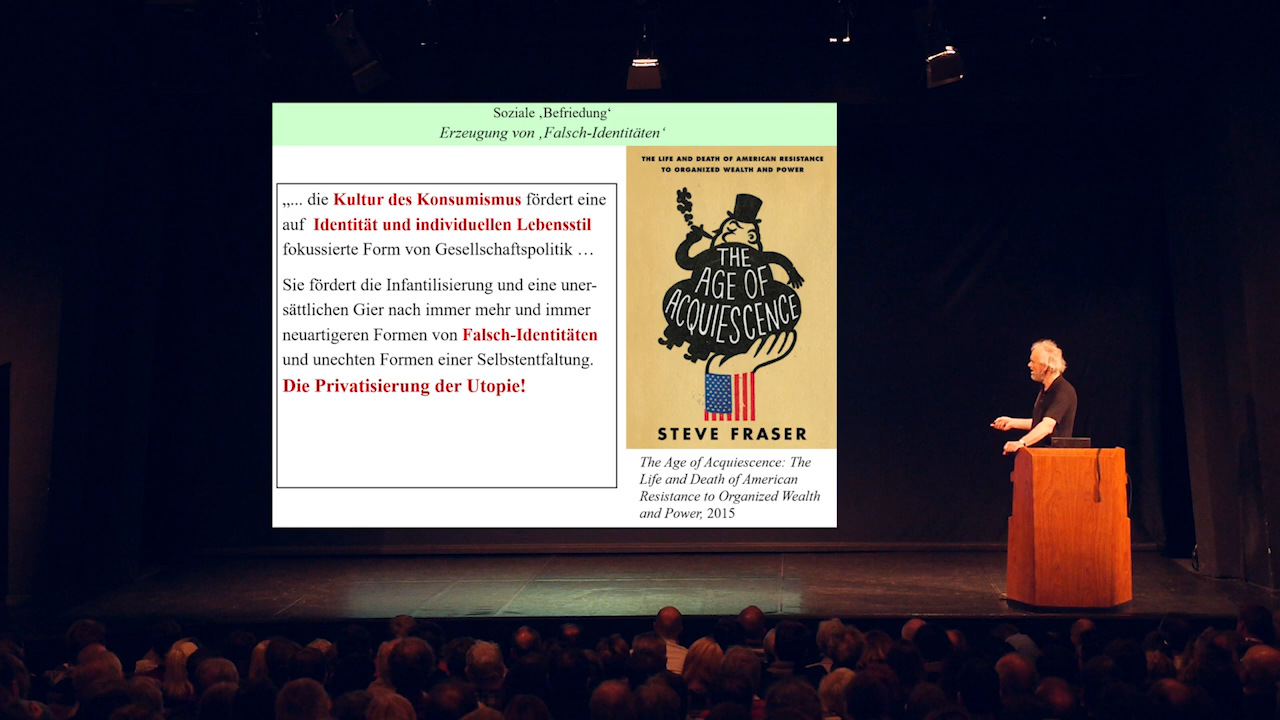 Soziale ‚Befriedung‘
Erzeugung von ‚Falsch-Identitäten‘
„... die Kultur des Konsumismus fördert eine
auf Identität und individuellen Lebensstil
fokussierte Form von Gesellschaftspolitik …
Sie fördert die Infantilisierung und eine uner-
sättlichen Gier nach immer mehr und immer
neuartigeren Formen von Falsch-Identitäten
und unechten Formen einer Selbstentfaltung.
Die Privatisierung der Utopie!
THE LIFE AND DEATH OF AMERICAN RESISTANCE
TO ORGANIZED WEALTH AND POWER
THE
AGE OF
ACQUIESCENCE
STEVE FRASER
The Age of Acquiescence: The
Life and Death of American
Resistance to Organized Wealth
and Power, 2015